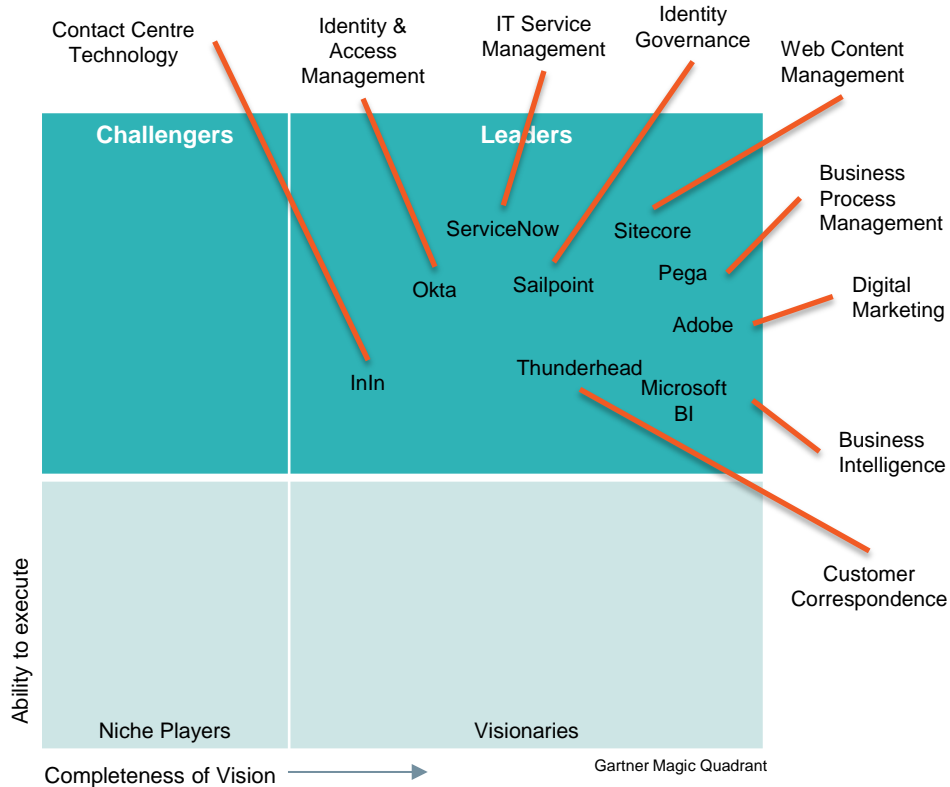 Contact Centre
Technology
Identity &
Access
Management
IT Service
Management
Identity
Governance
Web Content
Management
Challengers
Leaders
Business
Process
Management
ServiceNow
Sitecore
Okta
Sailpoint
Pega
Digital
Marketing
Adobe
InIn
Thunderhead
Microsoft
BI
Business
Intelligence
Customer
Correspondence
Ability to execute
Niche Players
Visionaries
Completeness of Vision
Gartner Magic Quadrant